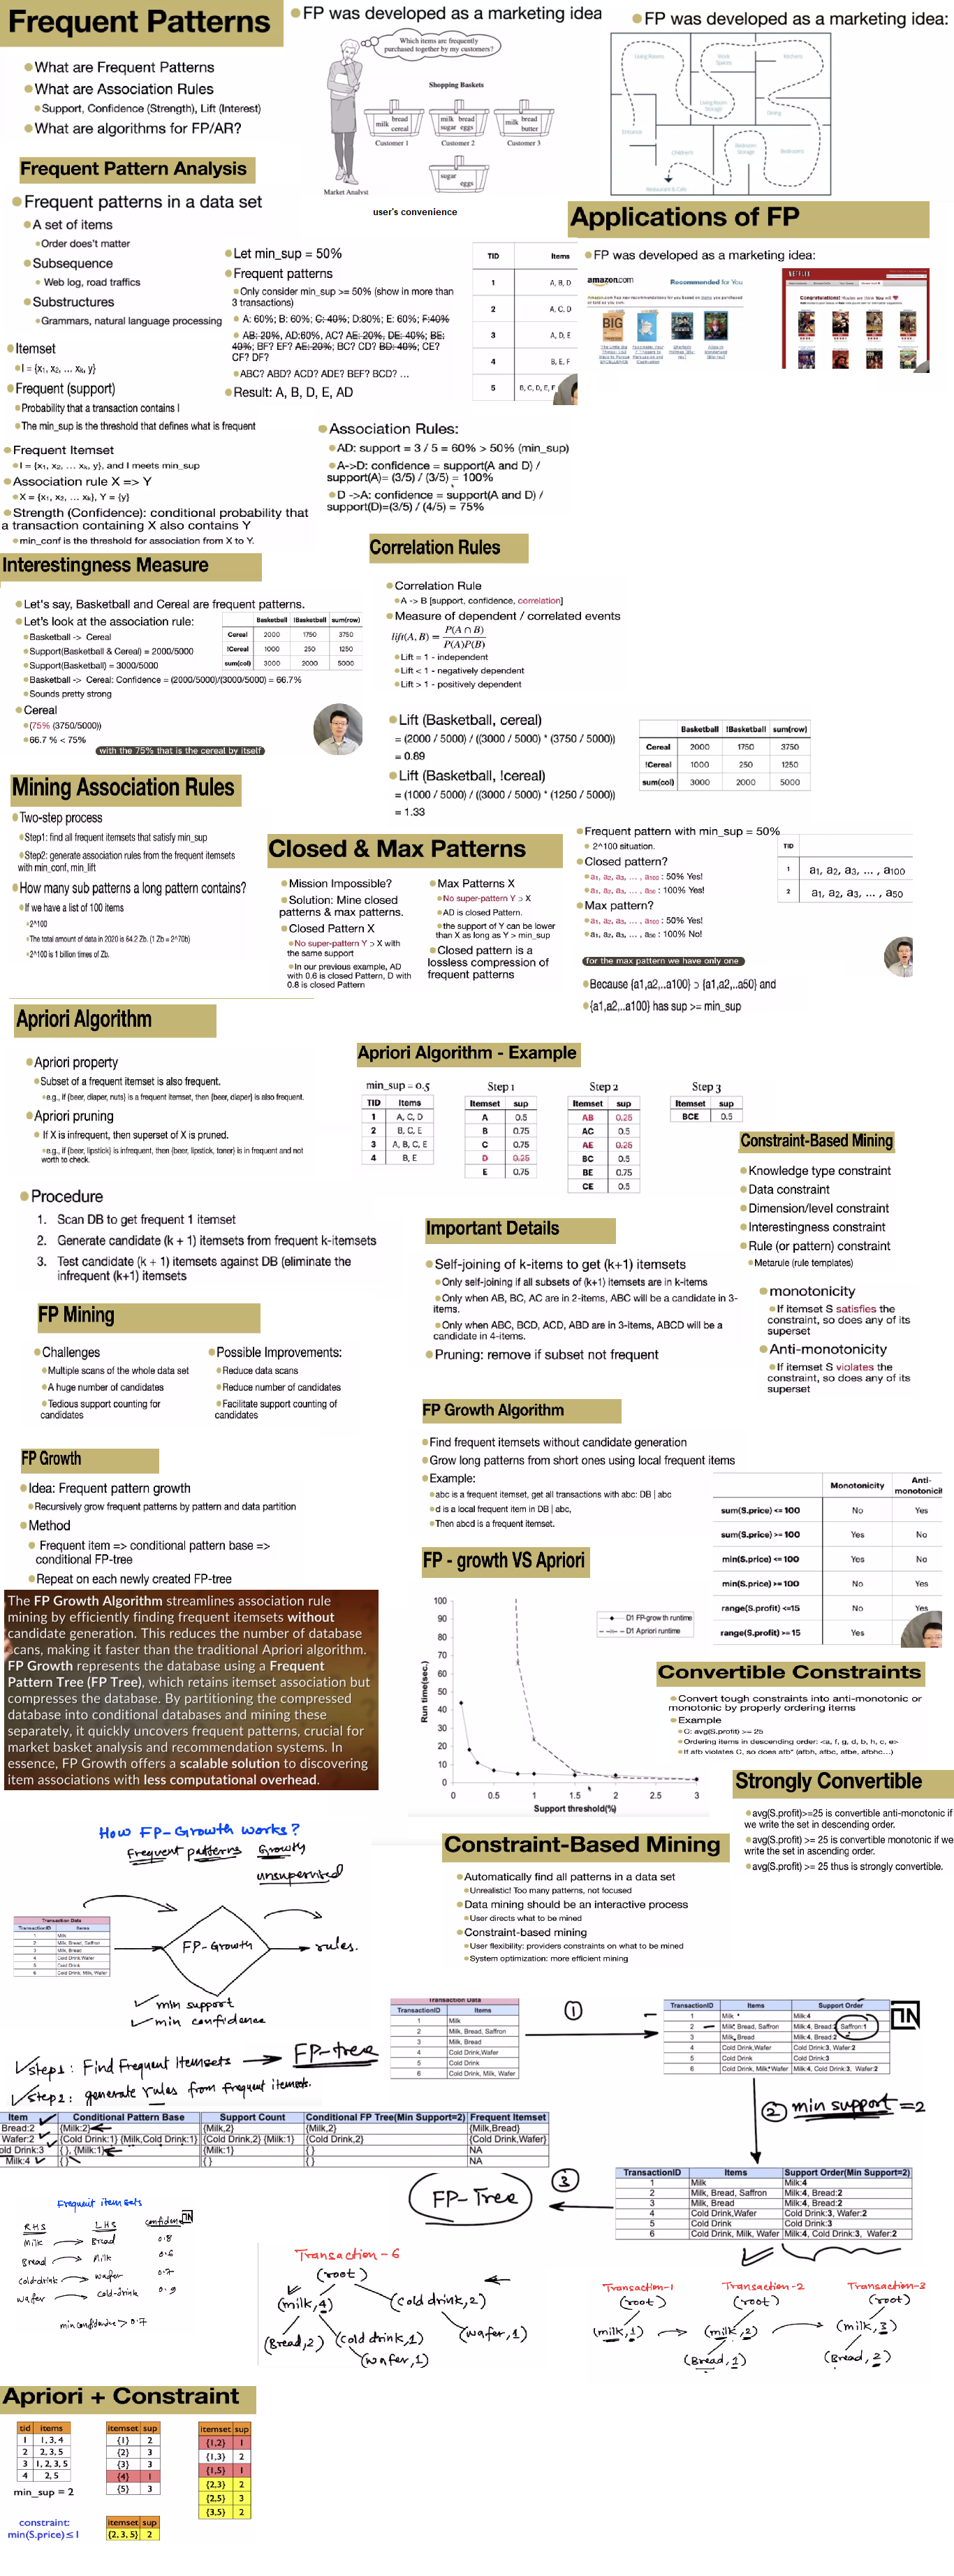 Frequent Patterns
What are Frequent Patterns
What are Association Rules
Support, Confidence (Strength), Lift (Interest)
What are algorithms for FP/AR?
FP was developed as a marketing idea
Which items are frequently
purchased together by my customers?
Shopping Baskets
milk bread
cereal
milk bread
sugar eggs
milk bread
butter
Customer 1
Customer 2
Customer 3
sugar
eggs
Market Analyst
user's convenience
FP was developed as a marketing idea:
Living Rooms
Work
Spaces
Kitchens
Living Room
Storage
Dining
Entrance
Children's
Bedroom
Storage
Bedrooms
Restaurant & Cafe
Frequent Pattern Analysis
Frequent patterns in a data set
A set of items
Order does't matter
Subsequence
Web log, road traffics
Substructures
Grammars, natural language processing
Itemset
I = {x₁, x₂, … xₖ, y}
Frequent (support)
Probability that a transaction contains I
The min_sup is the threshold that defines what is frequent
Frequent Itemset
I = {x₁, x₂, … xₖ, y}, and I meets min_sup
Association rule X => Y
X = {x₁, x₂, … xₖ}, Y = {y}
Strength (Confidence): conditional probability that
a transaction containing X also contains Y
min_conf is the threshold for association from X to Y.
Let min_sup = 50%
Frequent patterns
Only consider min_sup >= 50% (show in more than
3 transactions)
A: 60%; B: 60%; C: 40%; D:80%; E: 60%; F:40%
AB: 20%, AD:60%, AC? AE: 20%, DE: 40%; BE:
40%; BF? EF? AE: 20%; BC? CD? BD: 40%; CE?
CF? DF?
ABC? ABD? ACD? ADE? BEF? BCD? …
Result: A, B, D, E, AD
TID Items
1 A, B, D
2 A, C, D
3 A, D, E
4 B, E, F
5 B, C, D, E, F
Applications of FP
FP was developed as a marketing idea:
amazon.com
Recommended for You
NETFLIX
Congratulations!
Association Rules:
AD: support = 3 / 5 = 60% > 50% (min_sup)
A->D: confidence = support(A and D) /
support(A)= (3/5) / (3/5) = 100%
D ->A: confidence = support(A and D) /
support(D)=(3/5) / (4/5) = 75%
Interestingness Measure
Let's say, Basketball and Cereal are frequent patterns.
Let's look at the association rule:
Basketball -> Cereal
Support(Basketball & Cereal) = 2000/5000
Support(Basketball) = 3000/5000
Basketball -> Cereal: Confidence = (2000/5000)/(3000/5000) = 66.7%
Sounds pretty strong
Cereal
(75% (3750/5000))
66.7 % < 75%
with the 75% that is the cereal by itself
Basketball !Basketball sum(row)
Cereal 2000 1750 3750
!Cereal 1000 250 1250
sum(col) 3000 2000 5000
Correlation Rules
Correlation Rule
A -> B [support, confidence, correlation]
Measure of dependent / correlated events
lift(A, B) = P(A ∩ B) / P(A)P(B)
Lift = 1 - independent
Lift < 1 - negatively dependent
Lift > 1 - positively dependent
Lift (Basketball, cereal)
= (2000 / 5000) / ((3000 / 5000) * (3750 / 5000))
= 0.89
Lift (Basketball, !cereal)
= (1000 / 5000) / ((3000 / 5000) * (1250 / 5000))
= 1.33
Basketball !Basketball sum(row)
Cereal 2000 1750 3750
!Cereal 1000 250 1250
sum(col) 3000 2000 5000
Mining Association Rules
Two-step process
Step1: find all frequent itemsets that satisfy min_sup
Step2: generate association rules from the frequent itemsets
with min_conf, min_lift
How many sub patterns a long pattern contains?
If we have a list of 100 items
2^100
The total amount of data in 2020 is 64.2 Zb. (1 Zb = 2^70b)
2^100 is 1 billion times of Zb.
Closed & Max Patterns
Mission Impossible?
Solution: Mine closed
patterns & max patterns.
Closed Pattern X
No super-pattern Y ⊃ X with
the same support
In our previous example, AD
with 0.6 is closed Pattern, D with
0.8 is closed Pattern
Max Patterns X
No super-pattern Y ⊃ X
AD is closed Pattern.
the support of Y can be lower
than X as long as Y > min_sup
Closed pattern is a
lossless compression of
frequent patterns
Frequent pattern with min_sup = 50%
2^100 situation.
Closed pattern?
a₁, a₂, a₃, … , a₁₀₀ : 50% Yes!
a₁, a₂, a₃, … , a₅₀ : 100% Yes!
Max pattern?
a₁, a₂, a₃, … , a₁₀₀ : 50% Yes!
a₁, a₂, a₃, … , a₅₀ : 100% No!
for the max pattern we have only one
Because {a1,a2,..a100} ⊃ {a1,a2,..a50} and
{a1,a2,..a100} has sup >= min_sup
TID
1 a₁, a₂, a₃, … , a₁₀₀
2 a₁, a₂, a₃, … , a₅₀
Apriori Algorithm
Apriori property
Subset of a frequent itemset is also frequent.
e.g., if {beer, diaper, nuts} is a frequent itemset, then {beer, diaper} is also frequent.
Apriori pruning
If X is infrequent, then superset of X is pruned.
e.g., if {beer, lipstick} is infrequent, then {beer, lipstick, toner} is in frequent and not
worth to check.
Procedure
1. Scan DB to get frequent 1 itemset
2. Generate candidate (k + 1) itemsets from frequent k-itemsets
3. Test candidate (k + 1) itemsets against DB (eliminate the
infrequent (k+1) itemsets
Apriori Algorithm - Example
min_sup = 0.5
TID Items
1 A, C, D
2 B, C, E
3 A, B, C, E
4 B, E
Step 1
Itemset sup
A 0.5
B 0.75
C 0.75
D 0.25
E 0.75
Step 2
Itemset sup
AB 0.25
AC 0.5
AE 0.25
BC 0.5
BE 0.75
CE 0.5
Step 3
Itemset sup
BCE 0.5
Constraint-Based Mining
Knowledge type constraint
Data constraint
Dimension/level constraint
Interestingness constraint
Rule (or pattern) constraint
Metarule (rule templates)
monotonicity
If itemset S satisfies the
constraint, so does any of its
superset
Anti-monotonicity
If itemset S violates the
constraint, so does any of its
superset
Important Details
Self-joining of k-items to get (k+1) itemsets
Only self-joining if all subsets of (k+1) itemsets are in k-items
Only when AB, BC, AC are in 2-items, ABC will be a candidate in 3-
items.
Only when ABC, BCD, ACD, ABD are in 3-items, ABCD will be a
candidate in 4-items.
Pruning: remove if subset not frequent
FP Mining
Challenges
Multiple scans of the whole data set
A huge number of candidates
Tedious support counting for
candidates
Possible Improvements:
Reduce data scans
Reduce number of candidates
Facilitate support counting of
candidates
FP Growth
Idea: Frequent pattern growth
Recursively grow frequent patterns by pattern and data partition
Method
Frequent item => conditional pattern base =>
conditional FP-tree
Repeat on each newly created FP-tree
FP Growth Algorithm
Find frequent itemsets without candidate generation
Grow long patterns from short ones using local frequent items
Example:
abc is a frequent itemset, get all transactions with abc: DB | abc
d is a local frequent item in DB | abc,
Then abcd is a frequent itemset.
Monotonicity Anti-
monotonicit
sum(S.price) <= 100 No Yes
sum(S.price) >= 100 Yes No
min(S.price) <= 100 Yes No
min(S.price) >= 100 No Yes
range(S.profit) <=15 No Yes
range(S.profit) >= 15 Yes
The FP Growth Algorithm streamlines association rule
mining by efficiently finding frequent itemsets without
candidate generation. This reduces the number of database
scans, making it faster than the traditional Apriori algorithm.
FP Growth represents the database using a Frequent
Pattern Tree (FP Tree), which retains itemset association but
compresses the database. By partitioning the compressed
database into conditional databases and mining these
separately, it quickly uncovers frequent patterns, crucial for
market basket analysis and recommendation systems. In
essence, FP Growth offers a scalable solution to discovering
item associations with less computational overhead.
FP - growth VS Apriori
D1 FP-growth runtime
D1 Apriori runtime
Run time(sec.)
100
90
80
70
60
50
40
30
20
10
0
0 0.5 1 1.5 2 2.5 3
Support threshold(%)
Convertible Constraints
Convert tough constraints into anti-monotonic or
monotonic by properly ordering items
Example
C: avg(S.profit) >= 25
Ordering items in descending order: <a, f, g, d, b, h, c, e>
If afb violates C, so does afb* (afbh, afbc, afbe, afbhc...)
Strongly Convertible
avg(S.profit)>=25 is convertible anti-monotonic if
we write the set in descending order.
avg(S.profit) >= 25 is convertible monotonic if we
write the set in ascending order.
avg(S.profit) >= 25 thus is strongly convertible.
Constraint-Based Mining
Automatically find all patterns in a data set
Unrealistic! Too many patterns, not focused
Data mining should be an interactive process
User directs what to be mined
Constraint-based mining
User flexibility: providers constraints on what to be mined
System optimization: more efficient mining
How FP-Growth works?
Frequent patterns Growth
unsupervised
Transaction Data
TransactionID Items
1 Milk
2 Milk, Bread, Saffron
3 Milk, Bread
4 Cold Drink,Wafer
5 Cold Drink
6 Cold Drink, Milk, Wafer
FP-Growth
rules.
min support
min confidence
steps1: Find frequent Itemsets FP-tree
step2: generate rules from frequent itemsets.
Transaction Data
TransactionID Items
1 Milk
2 Milk, Bread, Saffron
3 Milk, Bread
4 Cold Drink,Wafer
5 Cold Drink
6 Cold Drink, Milk, Wafer
1
TransactionID Items Support Order
1 Milk Milk:4
2 Milk, Bread, Saffron Milk:4, Bread:2, Saffron:1
3 Milk, Bread Milk:4, Bread:2
4 Cold Drink,Wafer Cold Drink:3, Wafer:2
5 Cold Drink Cold Drink:3
6 Cold Drink, Milk, Wafer Milk:4, Cold Drink:3, Wafer:2
2 min support = 2
Item Conditional Pattern Base Support Count Conditional FP Tree(Min Support=2) Frequent Itemset
Bread:2 {Milk:2} {Milk,2} {Milk,2} {Milk,Bread}
Wafer:2 {Cold Drink:1} {Milk,Cold Drink:1} {Cold Drink,2} {Milk:1} {Cold Drink,2} {Cold Drink,Wafer}
old Drink:3 { }, {Milk:1} {Milk:1} { } NA
Milk:4 { } { } { } NA
3
FP-Tree
TransactionID Items Support Order(Min Support=2)
1 Milk Milk:4
2 Milk, Bread, Saffron Milk:4, Bread:2
3 Milk, Bread Milk:4, Bread:2
4 Cold Drink,Wafer Cold Drink:3, Wafer:2
5 Cold Drink Cold Drink:3
6 Cold Drink, Milk, Wafer Milk:4, Cold Drink:3, Wafer:2
Frequent item sets
RHS LHS confidence
Milk Bread 0.8
Bread Milk 0.6
cold-drink wafer 0.7
wafer cold-drink 0.9
min confidence > 0.7
Transaction-6
(root)
(milk,4) (Cold drink,2)
(Bread,2) (cold drink,1) (wafer,1)
(wafer,1)
Transaction-1 Transaction-2 Transaction-3
(root) (root) (root)
(milk,1) (milk,2) (milk,3)
(Bread,1) (Bread,2)
Apriori + Constraint
tid items
1 1, 3, 4
2 2, 3, 5
3 1, 2, 3, 5
4 2, 5
min_sup = 2
constraint:
min(S.price)≤1
itemset sup
{1} 2
{2} 3
{3} 3
{4} 1
{5} 3
itemset sup
{2, 3, 5} 2
itemset sup
{1,2} 1
{1,3} 2
{1,5} 1
{2,3} 2
{2,5} 3
{3,5} 2